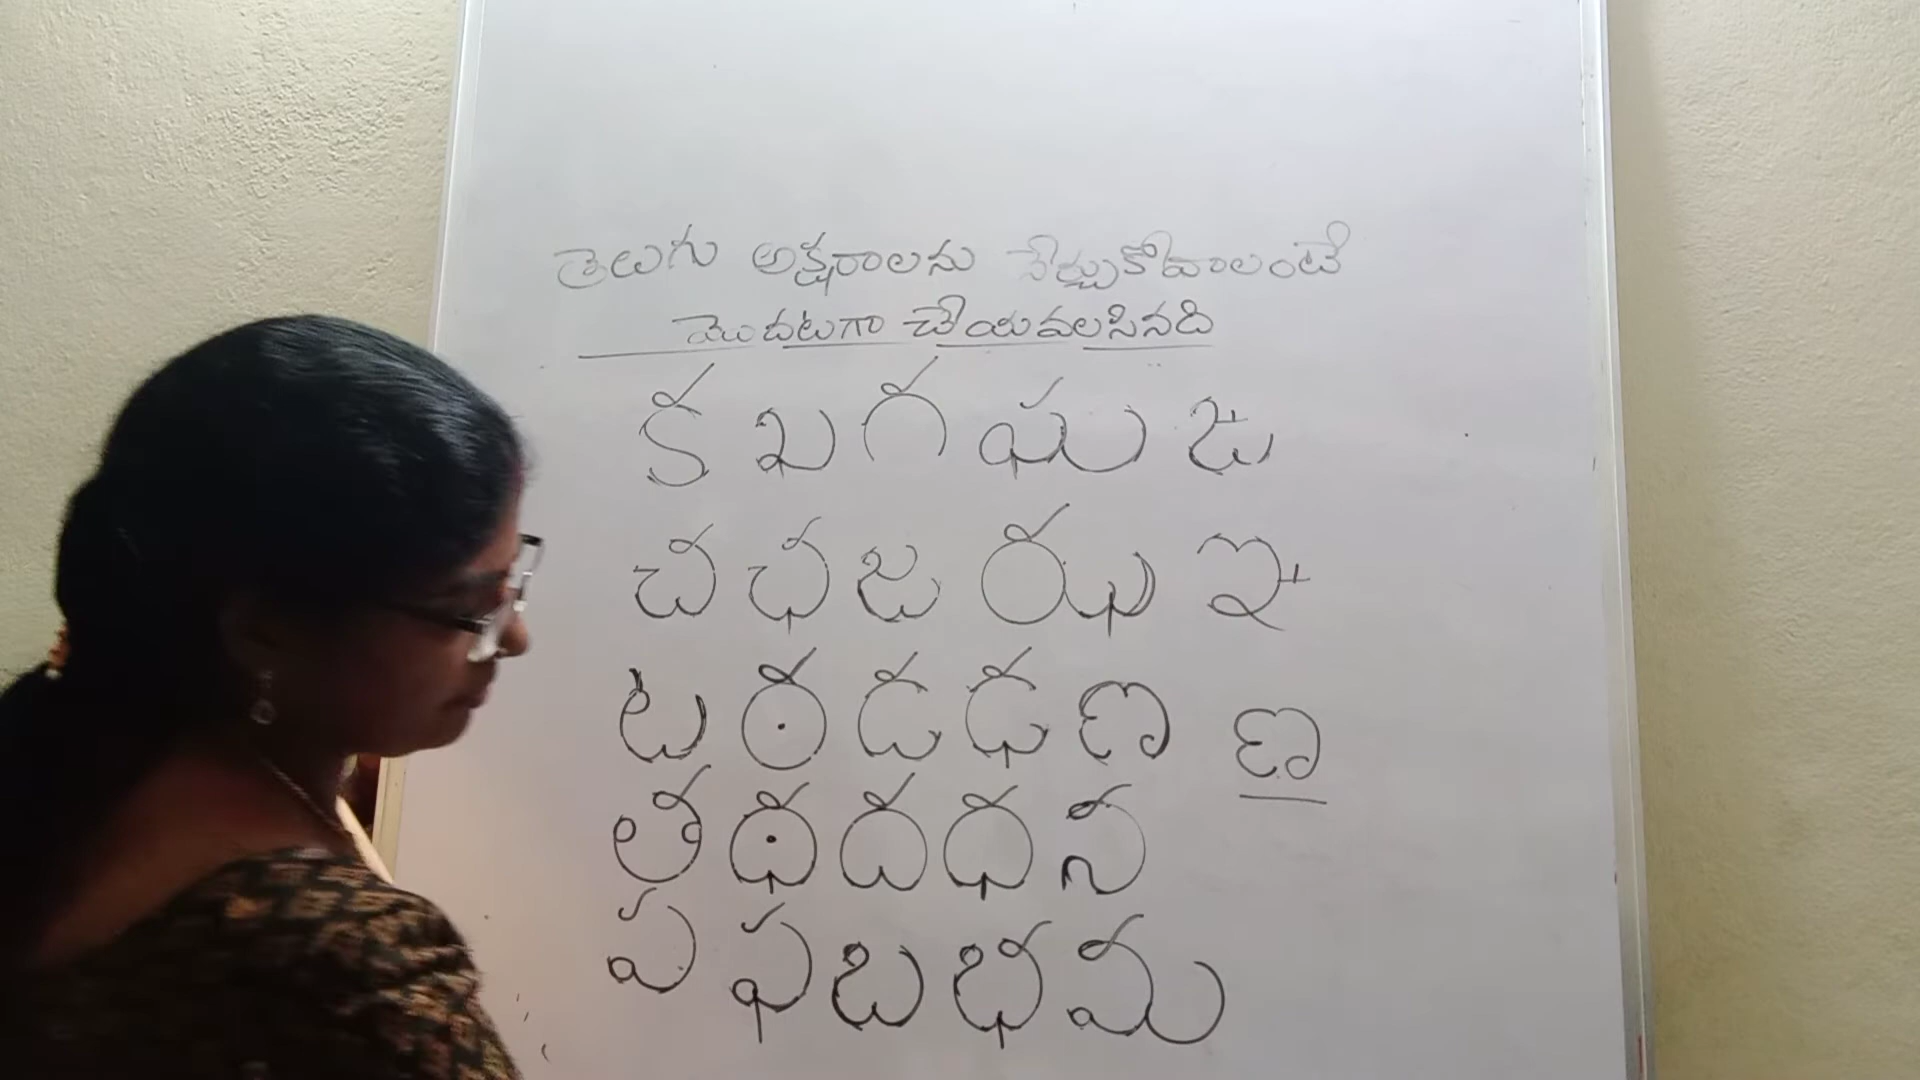 తెలుగు అక్షరాలను నేర్చుకోవాలంటే
మొదటగా చేయవలసినది
క ఖ గ ఘ ఙ
చ ఛ జ ఝ ఞ
ట ఠ డ ఢ ణ ణ
త థ ద ధ న
ప ఫ బ భ మ